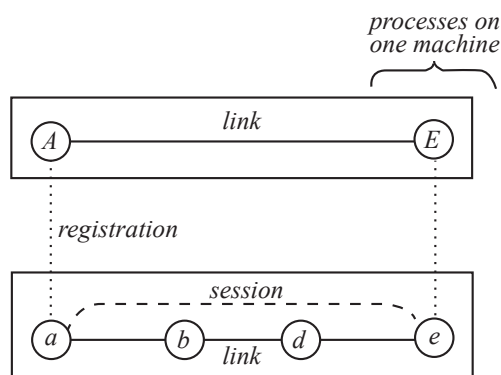 processes on
one machine
link
A
E
registration
session
a
b
d
e
link